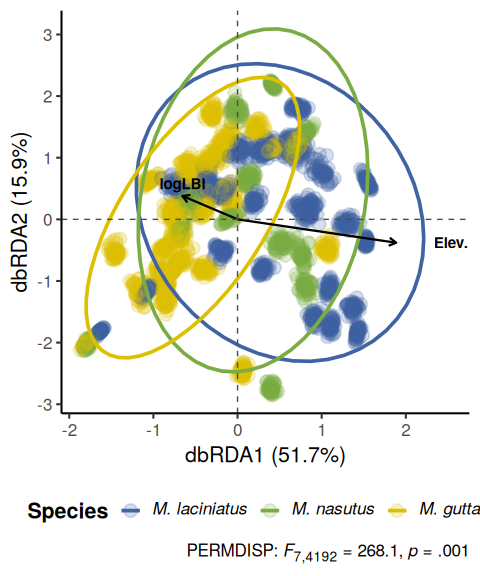 3
2
1
0
-1
-2
-3
dbRDA2 (15.9%)
logLBI
Elev.
-2 -1 0 1 2
dbRDA1 (51.7%)
Species M. laciniatus M. nasutus M. gutta
PERMDISP: F7,4192 = 268.1, p = .001